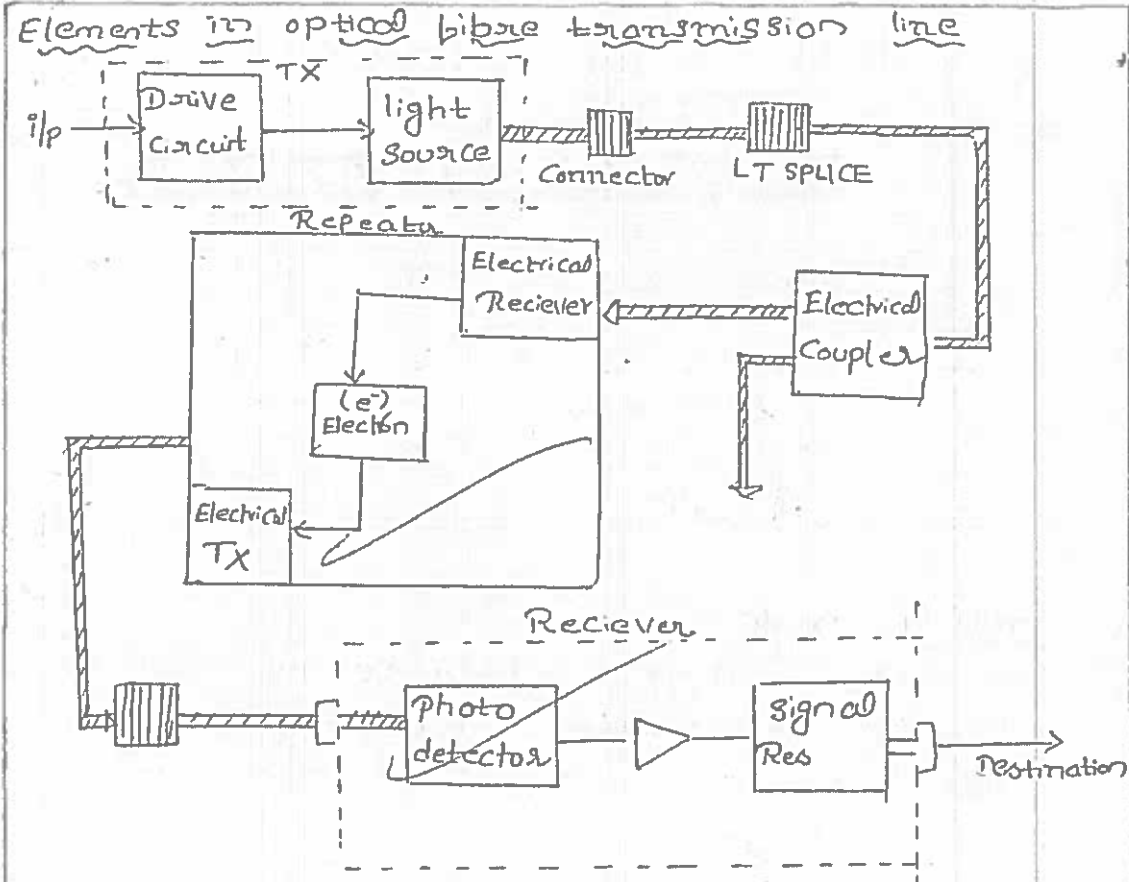 Elements in optical fibre transmission line
TX
Drive
circuit
i/p
light
source
Connector
LT SPLICE
Repeater
Electrical
Reciever
Electrical
Coupler
(e⁻)
Electon
Electrical
TX
Reciever
photo
detector
signal
Res
Destination